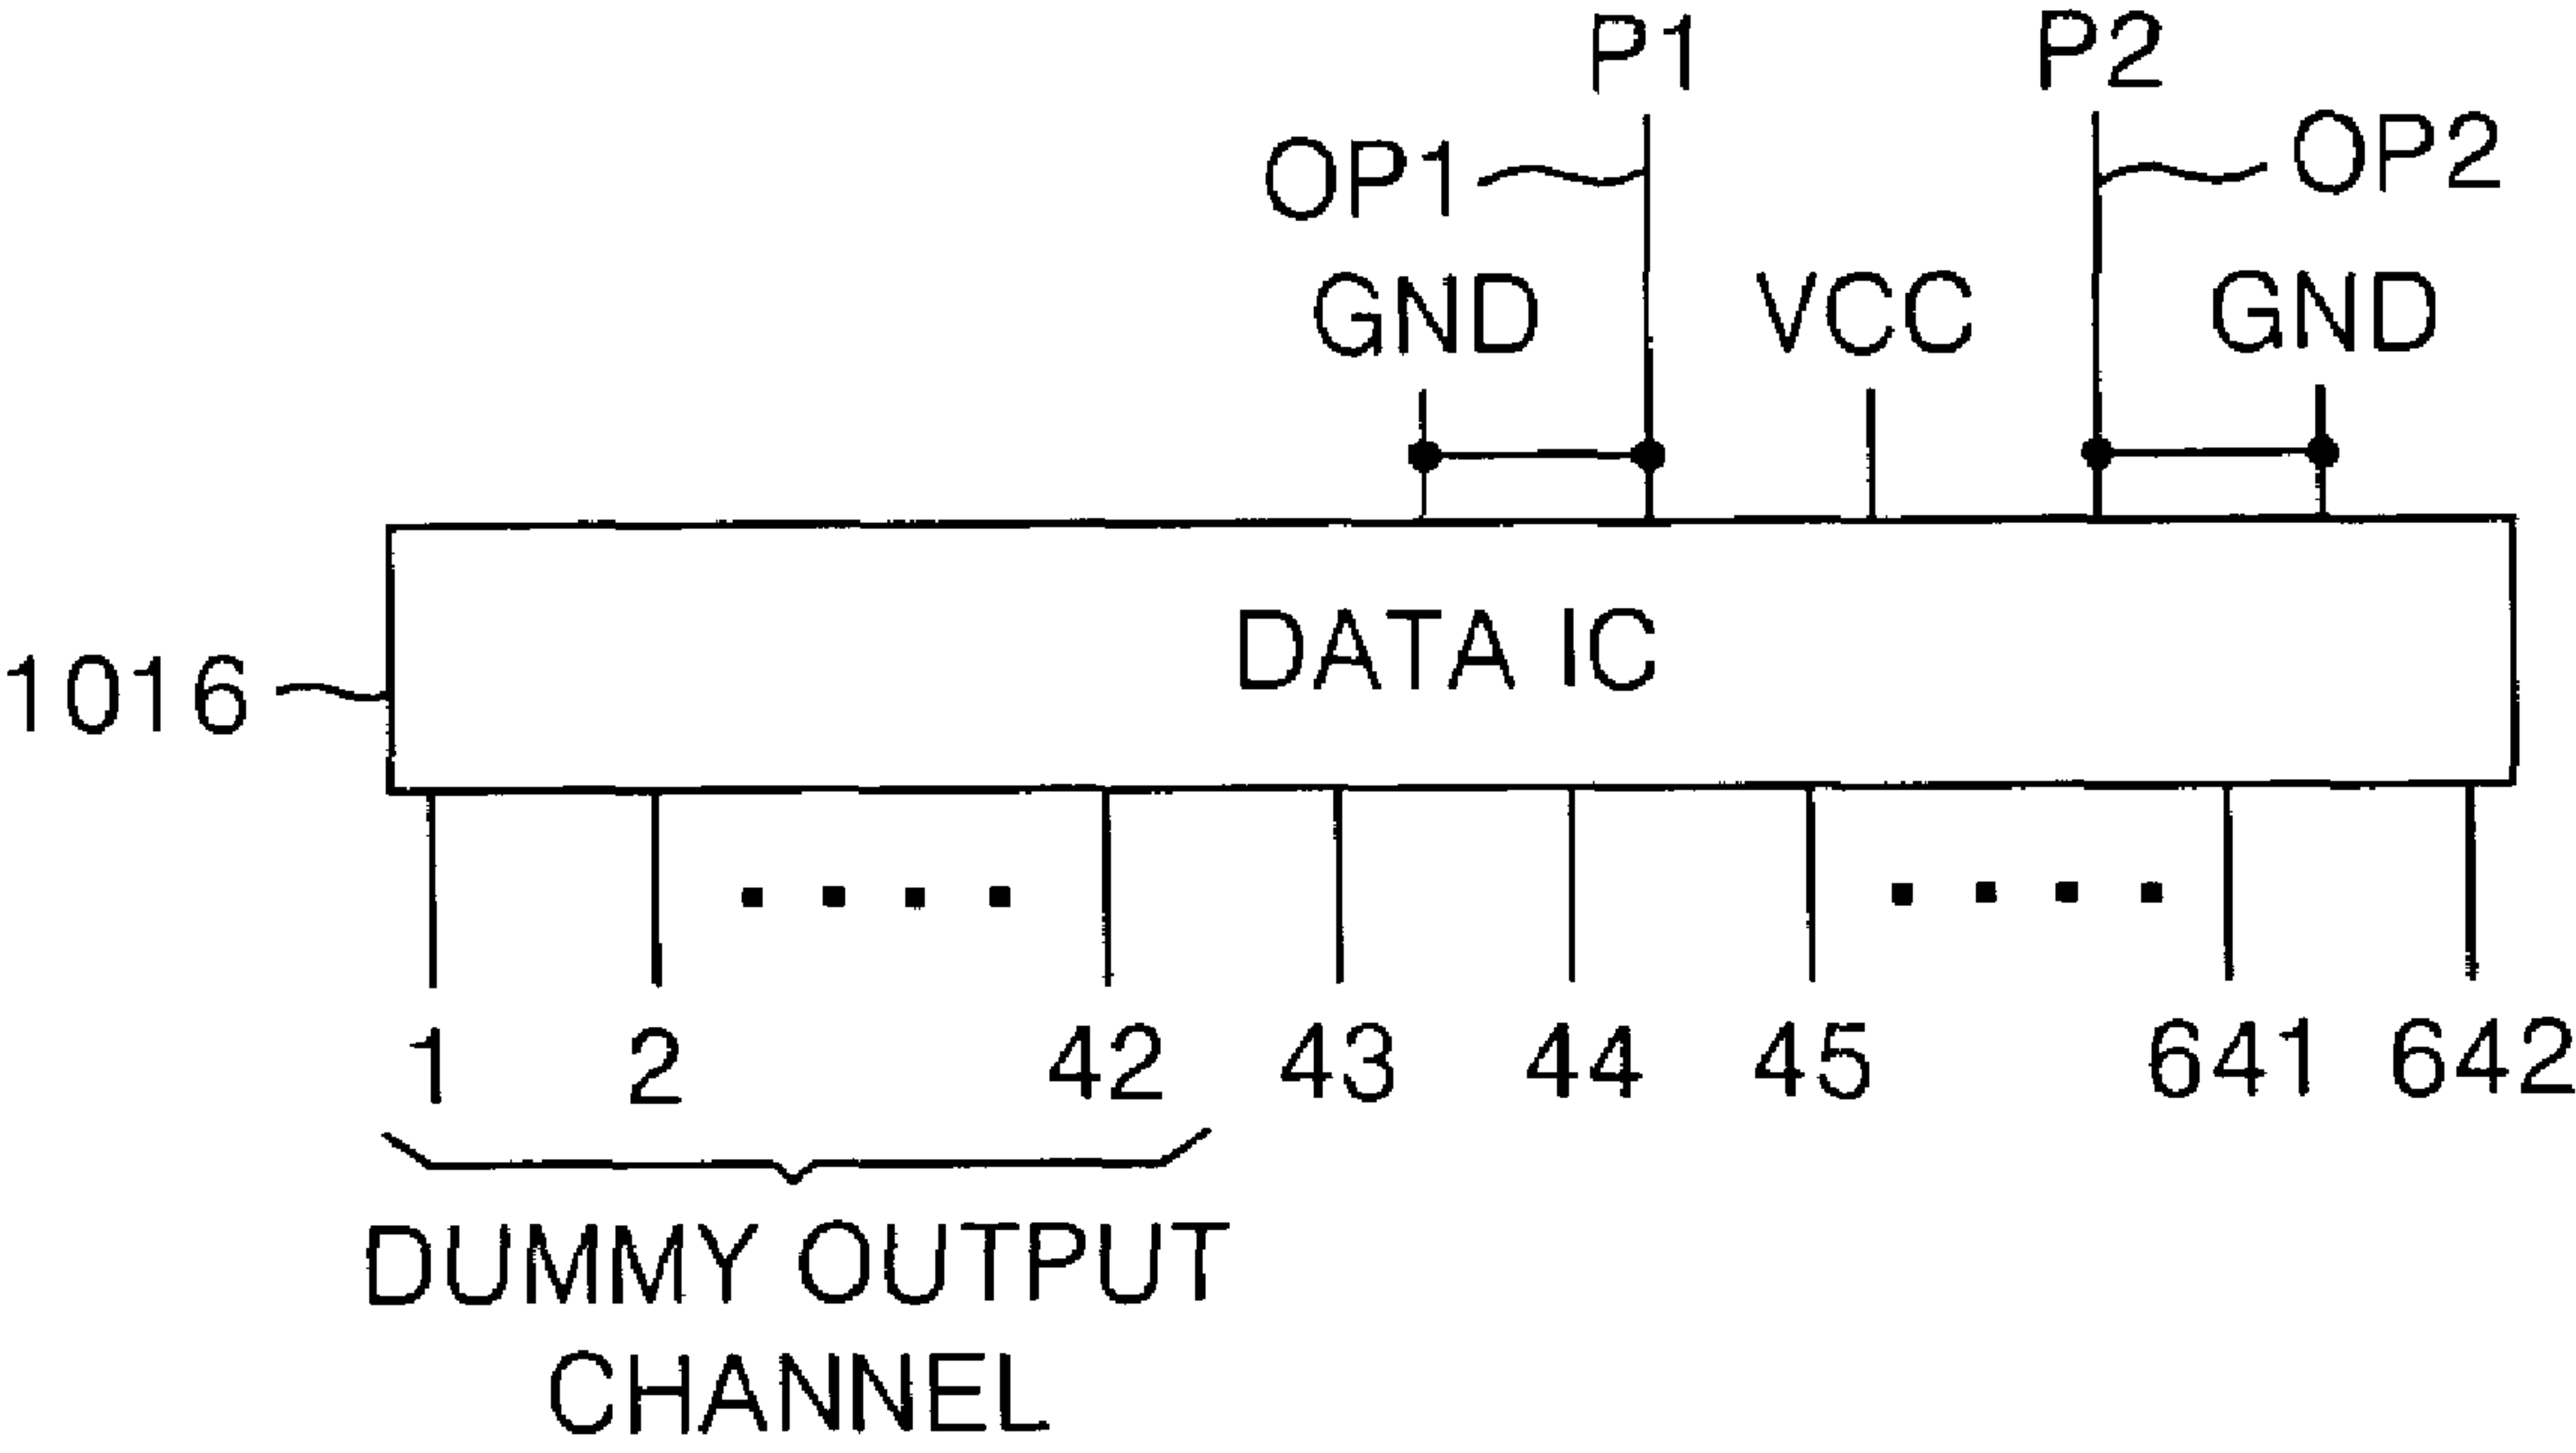 P1 P2
OP1 OP2
GND VCC GND
DATA IC
1016
1 2 42 43 44 45 641 642
DUMMY OUTPUT
CHANNEL